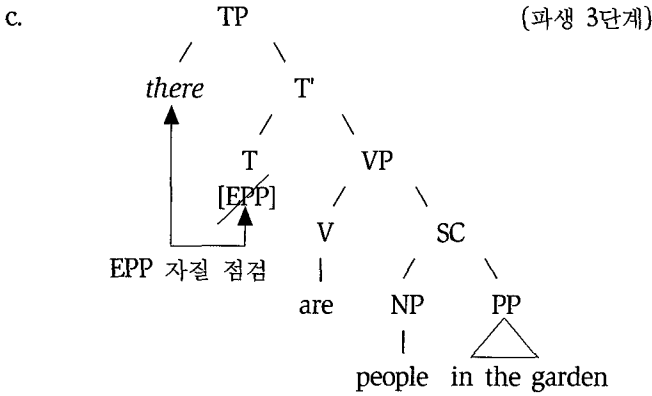 c. TP (파생 3단계)
there T'
T VP
[EPP]
V SC
EPP 자질 점검
are NP PP
people in the garden